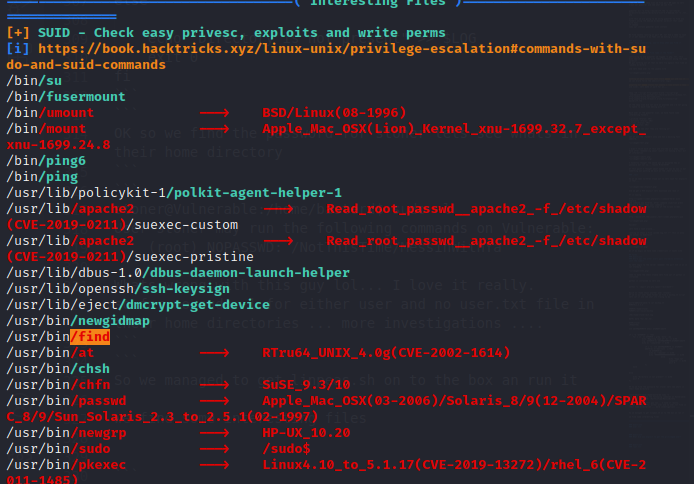 ( Interesting Files )
[+] SUID - Check easy privesc, exploits and write perms
[i] https://book.hacktricks.xyz/linux-unix/privilege-escalation#commands-with-su
do-and-suid-commands
/bin/su
/bin/fusermount
/bin/umount ---> BSD/Linux(08-1996)
/bin/mount ---> Apple_Mac_OSX(Lion)_Kernel_xnu-1699.32.7_except_
xnu-1699.24.8
/bin/ping6
/bin/ping
/usr/lib/policykit-1/polkit-agent-helper-1
/usr/lib/apache2 ---> Read_root_passwd__apache2_-f_/etc/shadow
(CVE-2019-0211)/suexec-custom
/usr/lib/apache2 ---> Read_root_passwd__apache2_-f_/etc/shadow
(CVE-2019-0211)/suexec-pristine
/usr/lib/dbus-1.0/dbus-daemon-launch-helper
/usr/lib/openssh/ssh-keysign
/usr/lib/eject/dmcrypt-get-device
/usr/bin/newgidmap
/usr/bin/find
/usr/bin/at ---> RTru64_UNIX_4.0g(CVE-2002-1614)
/usr/bin/chsh
/usr/bin/chfn ---> SuSE_9.3/10
/usr/bin/passwd ---> Apple_Mac_OSX(03-2006)/Solaris_8/9(12-2004)/SPAR
C_8/9/Sun_Solaris_2.3_to_2.5.1(02-1997)
/usr/bin/newgrp ---> HP-UX_10.20
/usr/bin/sudo ---> /sudo$
/usr/bin/pkexec ---> Linux4.10_to_5.1.17(CVE-2019-13272)/rhel_6(CVE-2
011-1485)